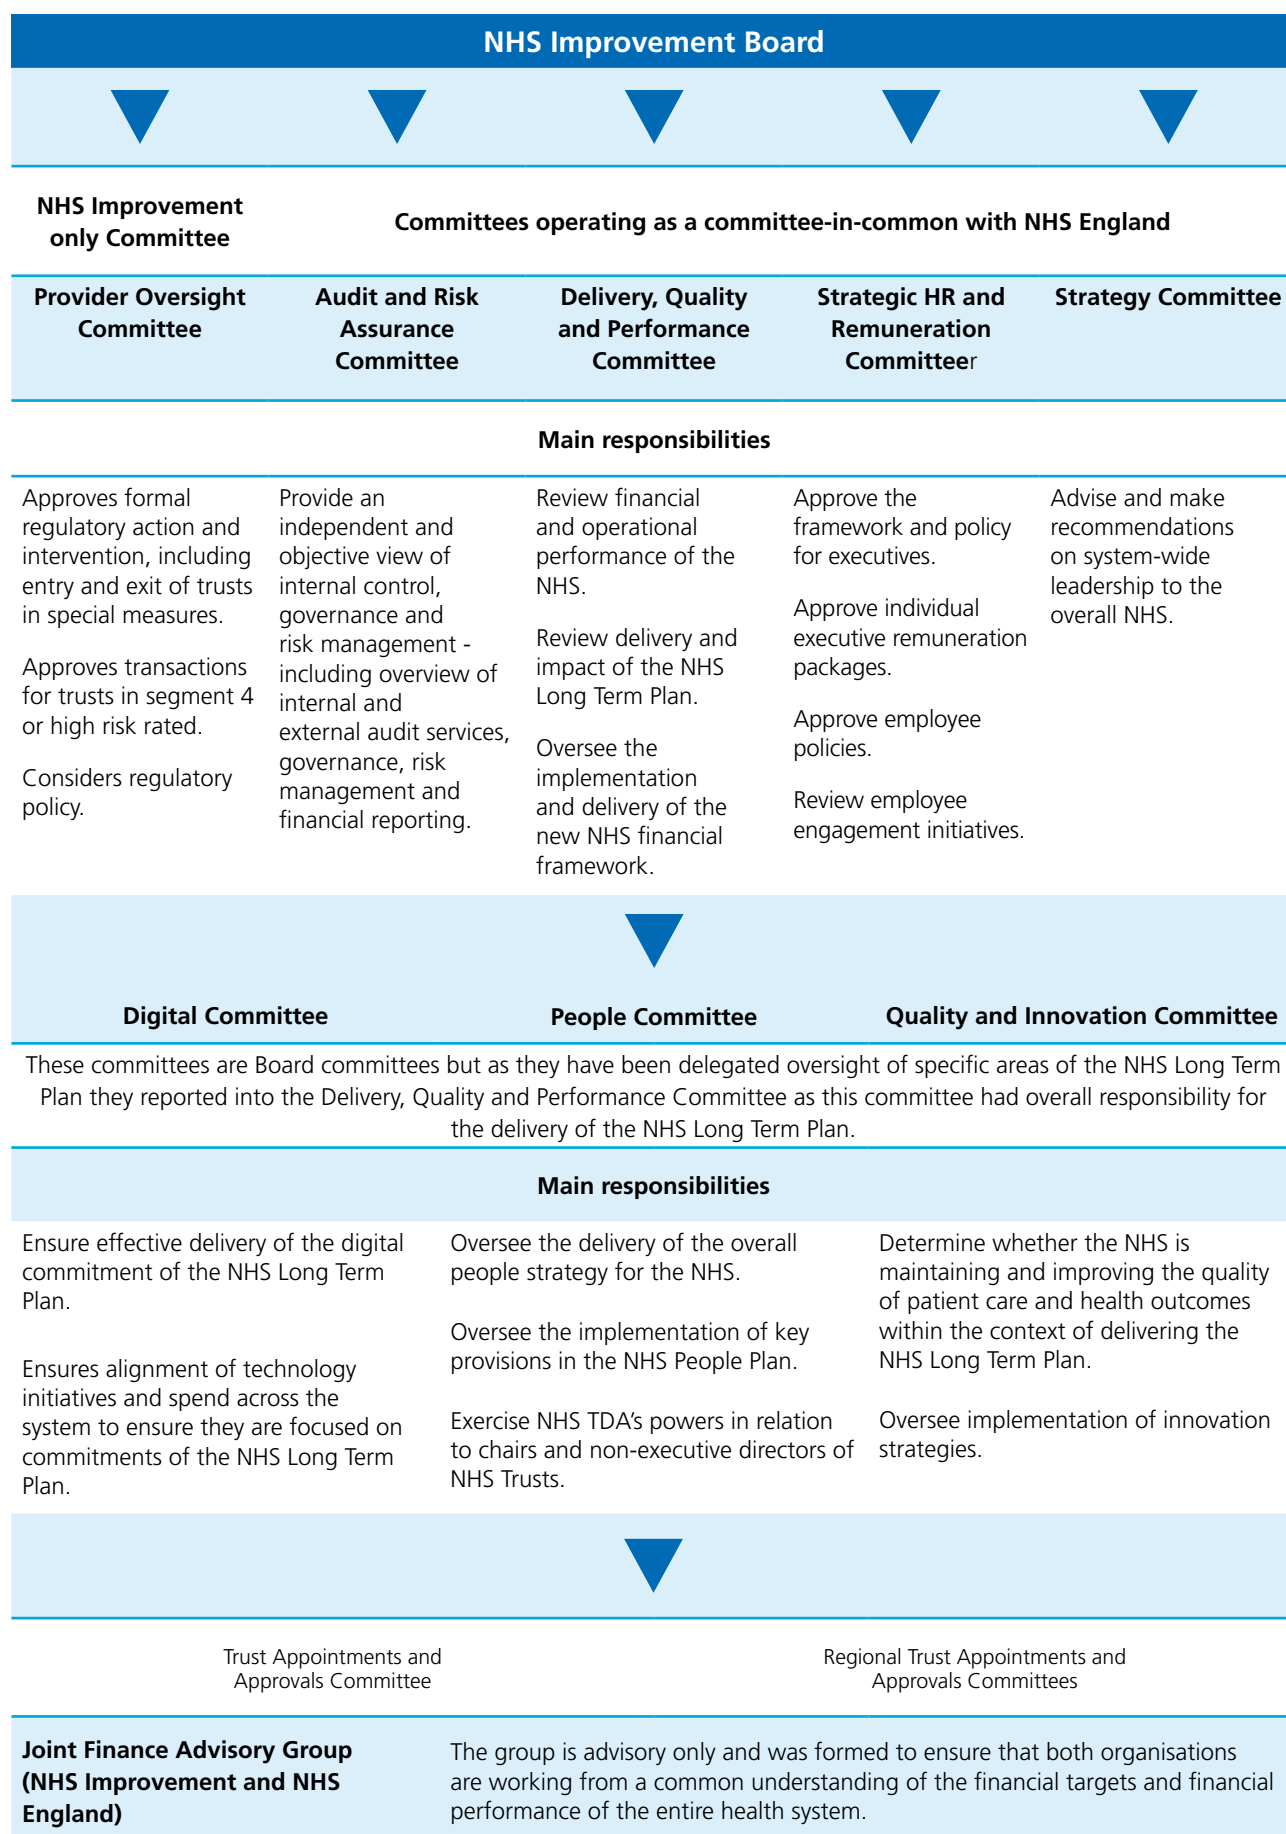 NHS Improvement Board
NHS Improvement
only Committee
Committees operating as a committee-in-common with NHS England
Provider Oversight
Committee
Audit and Risk
Assurance
Committee
Delivery, Quality
and Performance
Committee
Strategic HR and
Remuneration
Committeer
Strategy Committee
Main responsibilities
Approves formal
regulatory action and
intervention, including
entry and exit of trusts
in special measures.
Approves transactions
for trusts in segment 4
or high risk rated.
Considers regulatory
policy.
Provide an
independent and
objective view of
internal control,
governance and
risk management -
including overview of
internal and
external audit services,
governance, risk
management and
financial reporting.
Review financial
and operational
performance of the
NHS.
Review delivery and
impact of the NHS
Long Term Plan.
Oversee the
implementation
and delivery of the
new NHS financial
framework.
Approve the
framework and policy
for executives.
Approve individual
executive remuneration
packages.
Approve employee
policies.
Review employee
engagement initiatives.
Advise and make
recommendations
on system-wide
leadership to the
overall NHS.
Digital Committee
People Committee
Quality and Innovation Committee
These committees are Board committees but as they have been delegated oversight of specific areas of the NHS Long Term
Plan they reported into the Delivery, Quality and Performance Committee as this committee had overall responsibility for
the delivery of the NHS Long Term Plan.
Main responsibilities
Ensure effective delivery of the digital
commitment of the NHS Long Term
Plan.
Ensures alignment of technology
initiatives and spend across the
system to ensure they are focused on
commitments of the NHS Long Term
Plan.
Oversee the delivery of the overall
people strategy for the NHS.
Oversee the implementation of key
provisions in the NHS People Plan.
Exercise NHS TDA’s powers in relation
to chairs and non-executive directors of
NHS Trusts.
Determine whether the NHS is
maintaining and improving the quality
of patient care and health outcomes
within the context of delivering the
NHS Long Term Plan.
Oversee implementation of innovation
strategies.
Trust Appointments and
Approvals Committee
Regional Trust Appointments and
Approvals Committees
Joint Finance Advisory Group
(NHS Improvement and NHS
England)
The group is advisory only and was formed to ensure that both organisations
are working from a common understanding of the financial targets and financial
performance of the entire health system.